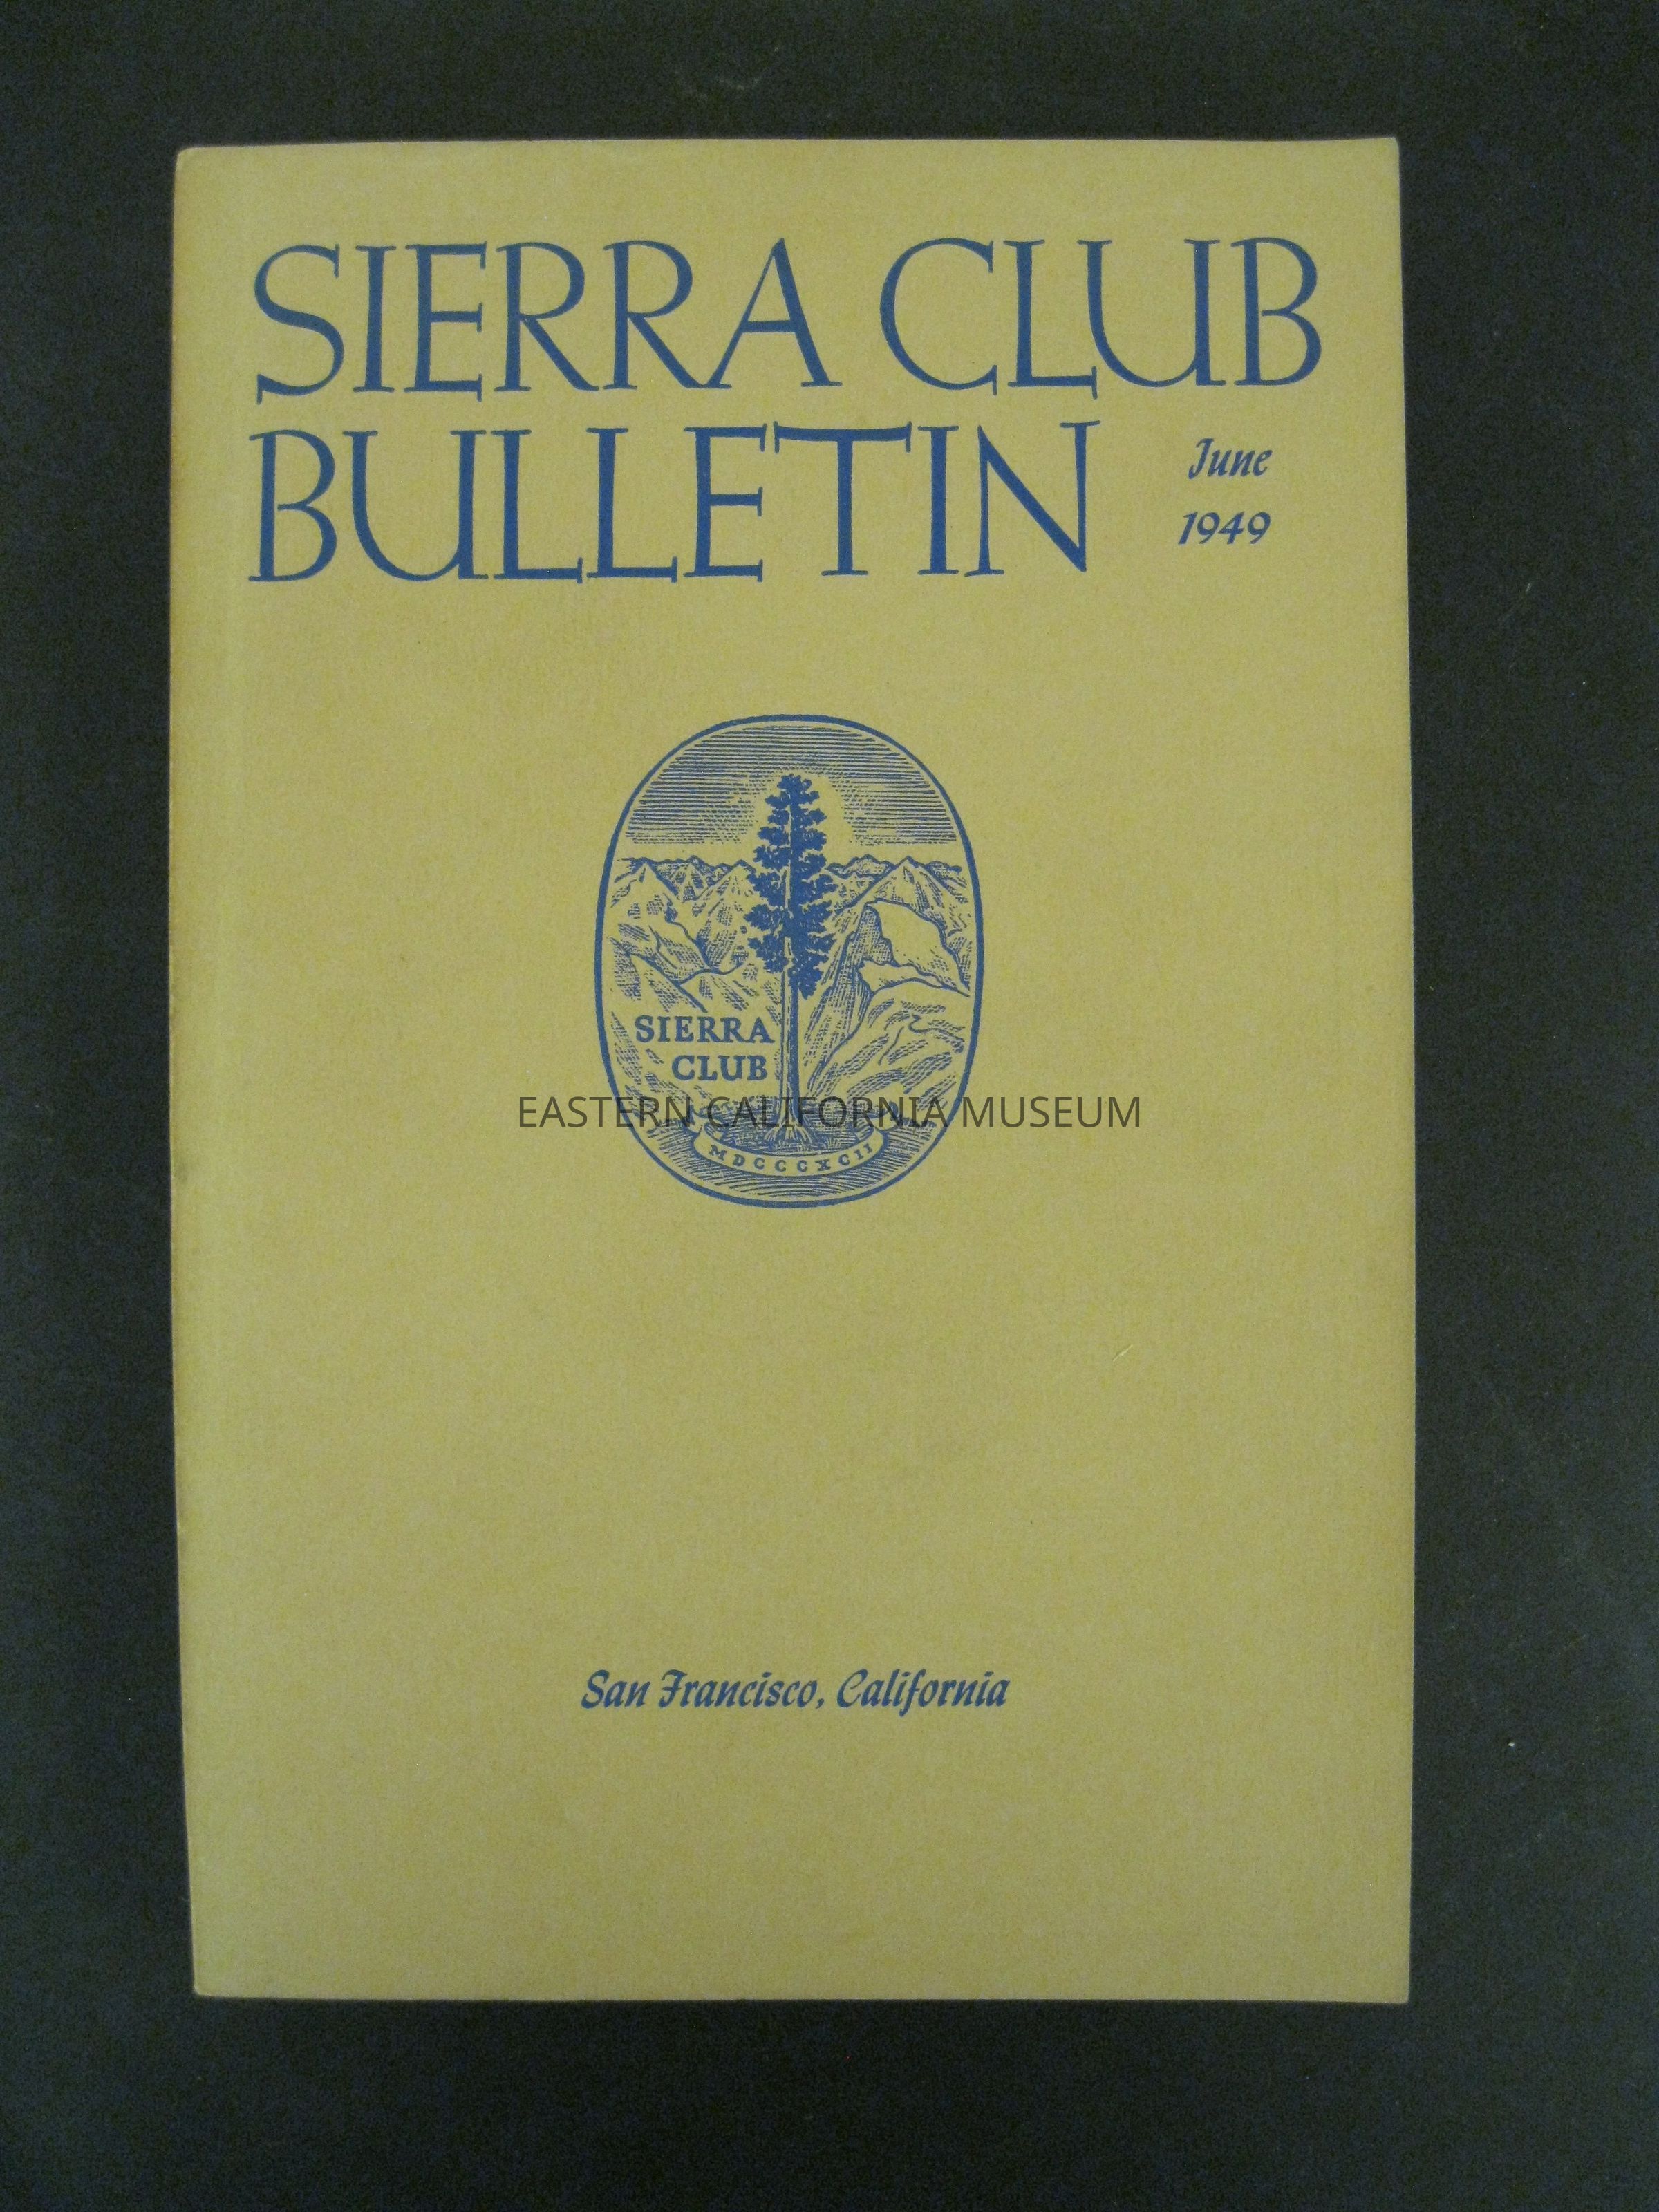 SIERRA CLUB
BULLETIN
June
1949
SIERRA
CLUB
EASTERN CALIFORNIA MUSEUM
MDCCCXCII
San Francisco, California